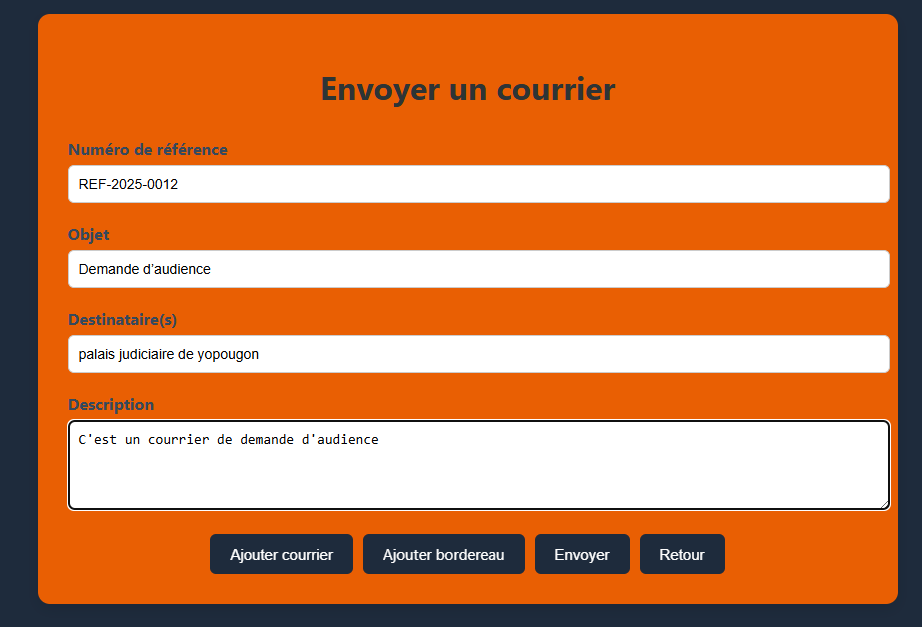 Envoyer un courrier
Numéro de référence
REF-2025-0012
Objet
Demande d'audience
Destinataire(s)
palais judiciaire de yopougon
Description
C'est un courrier de demande d'audience
Ajouter courrier
Ajouter bordereau
Envoyer
Retour